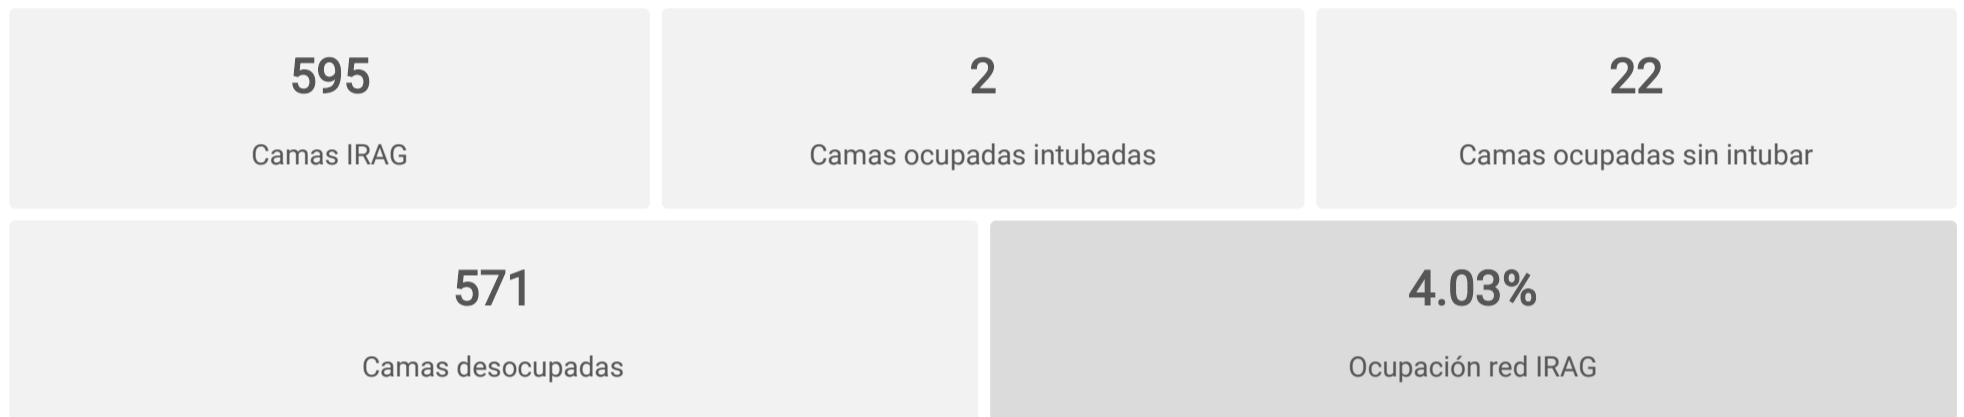 595
Camas IRAG
2
Camas ocupadas intubadas
22
Camas ocupadas sin intubar
571
Camas desocupadas
4.03%
Ocupación red IRAG